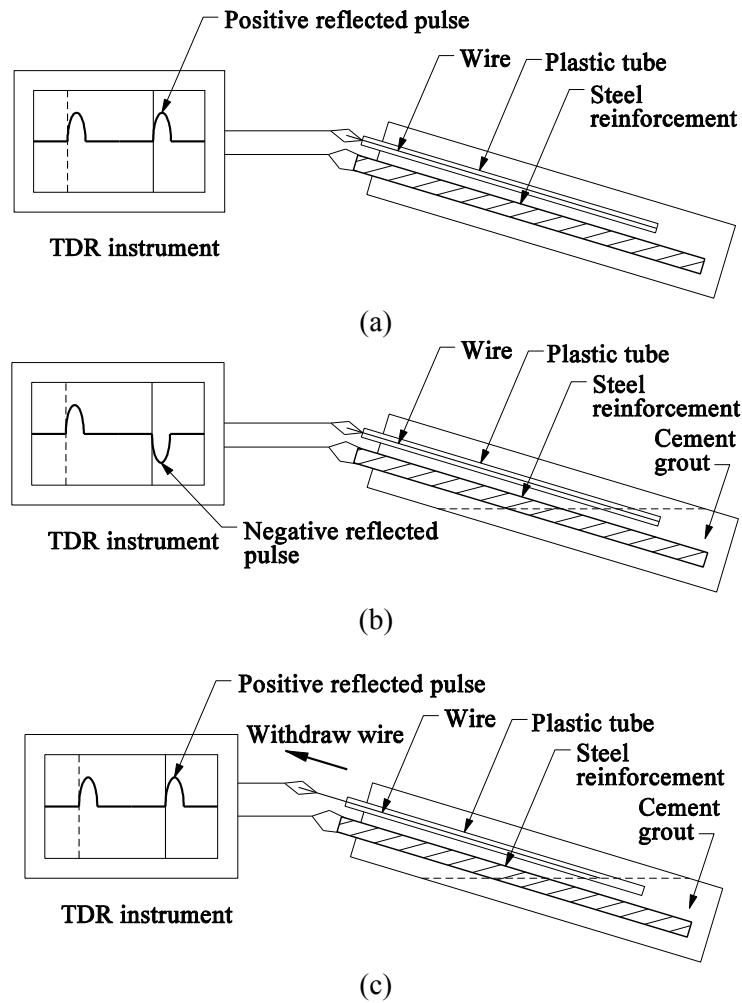 Positive reflected pulse
Wire
Plastic tube
Steel
reinforcement
TDR instrument
(a)
Wire
Plastic tube
Steel
reinforcement
Cement
grout
TDR instrument
Negative reflected
pulse
(b)
Positive reflected pulse
Withdraw wire
Wire
Plastic tube
Steel
reinforcement
Cement
grout
TDR instrument
(c)